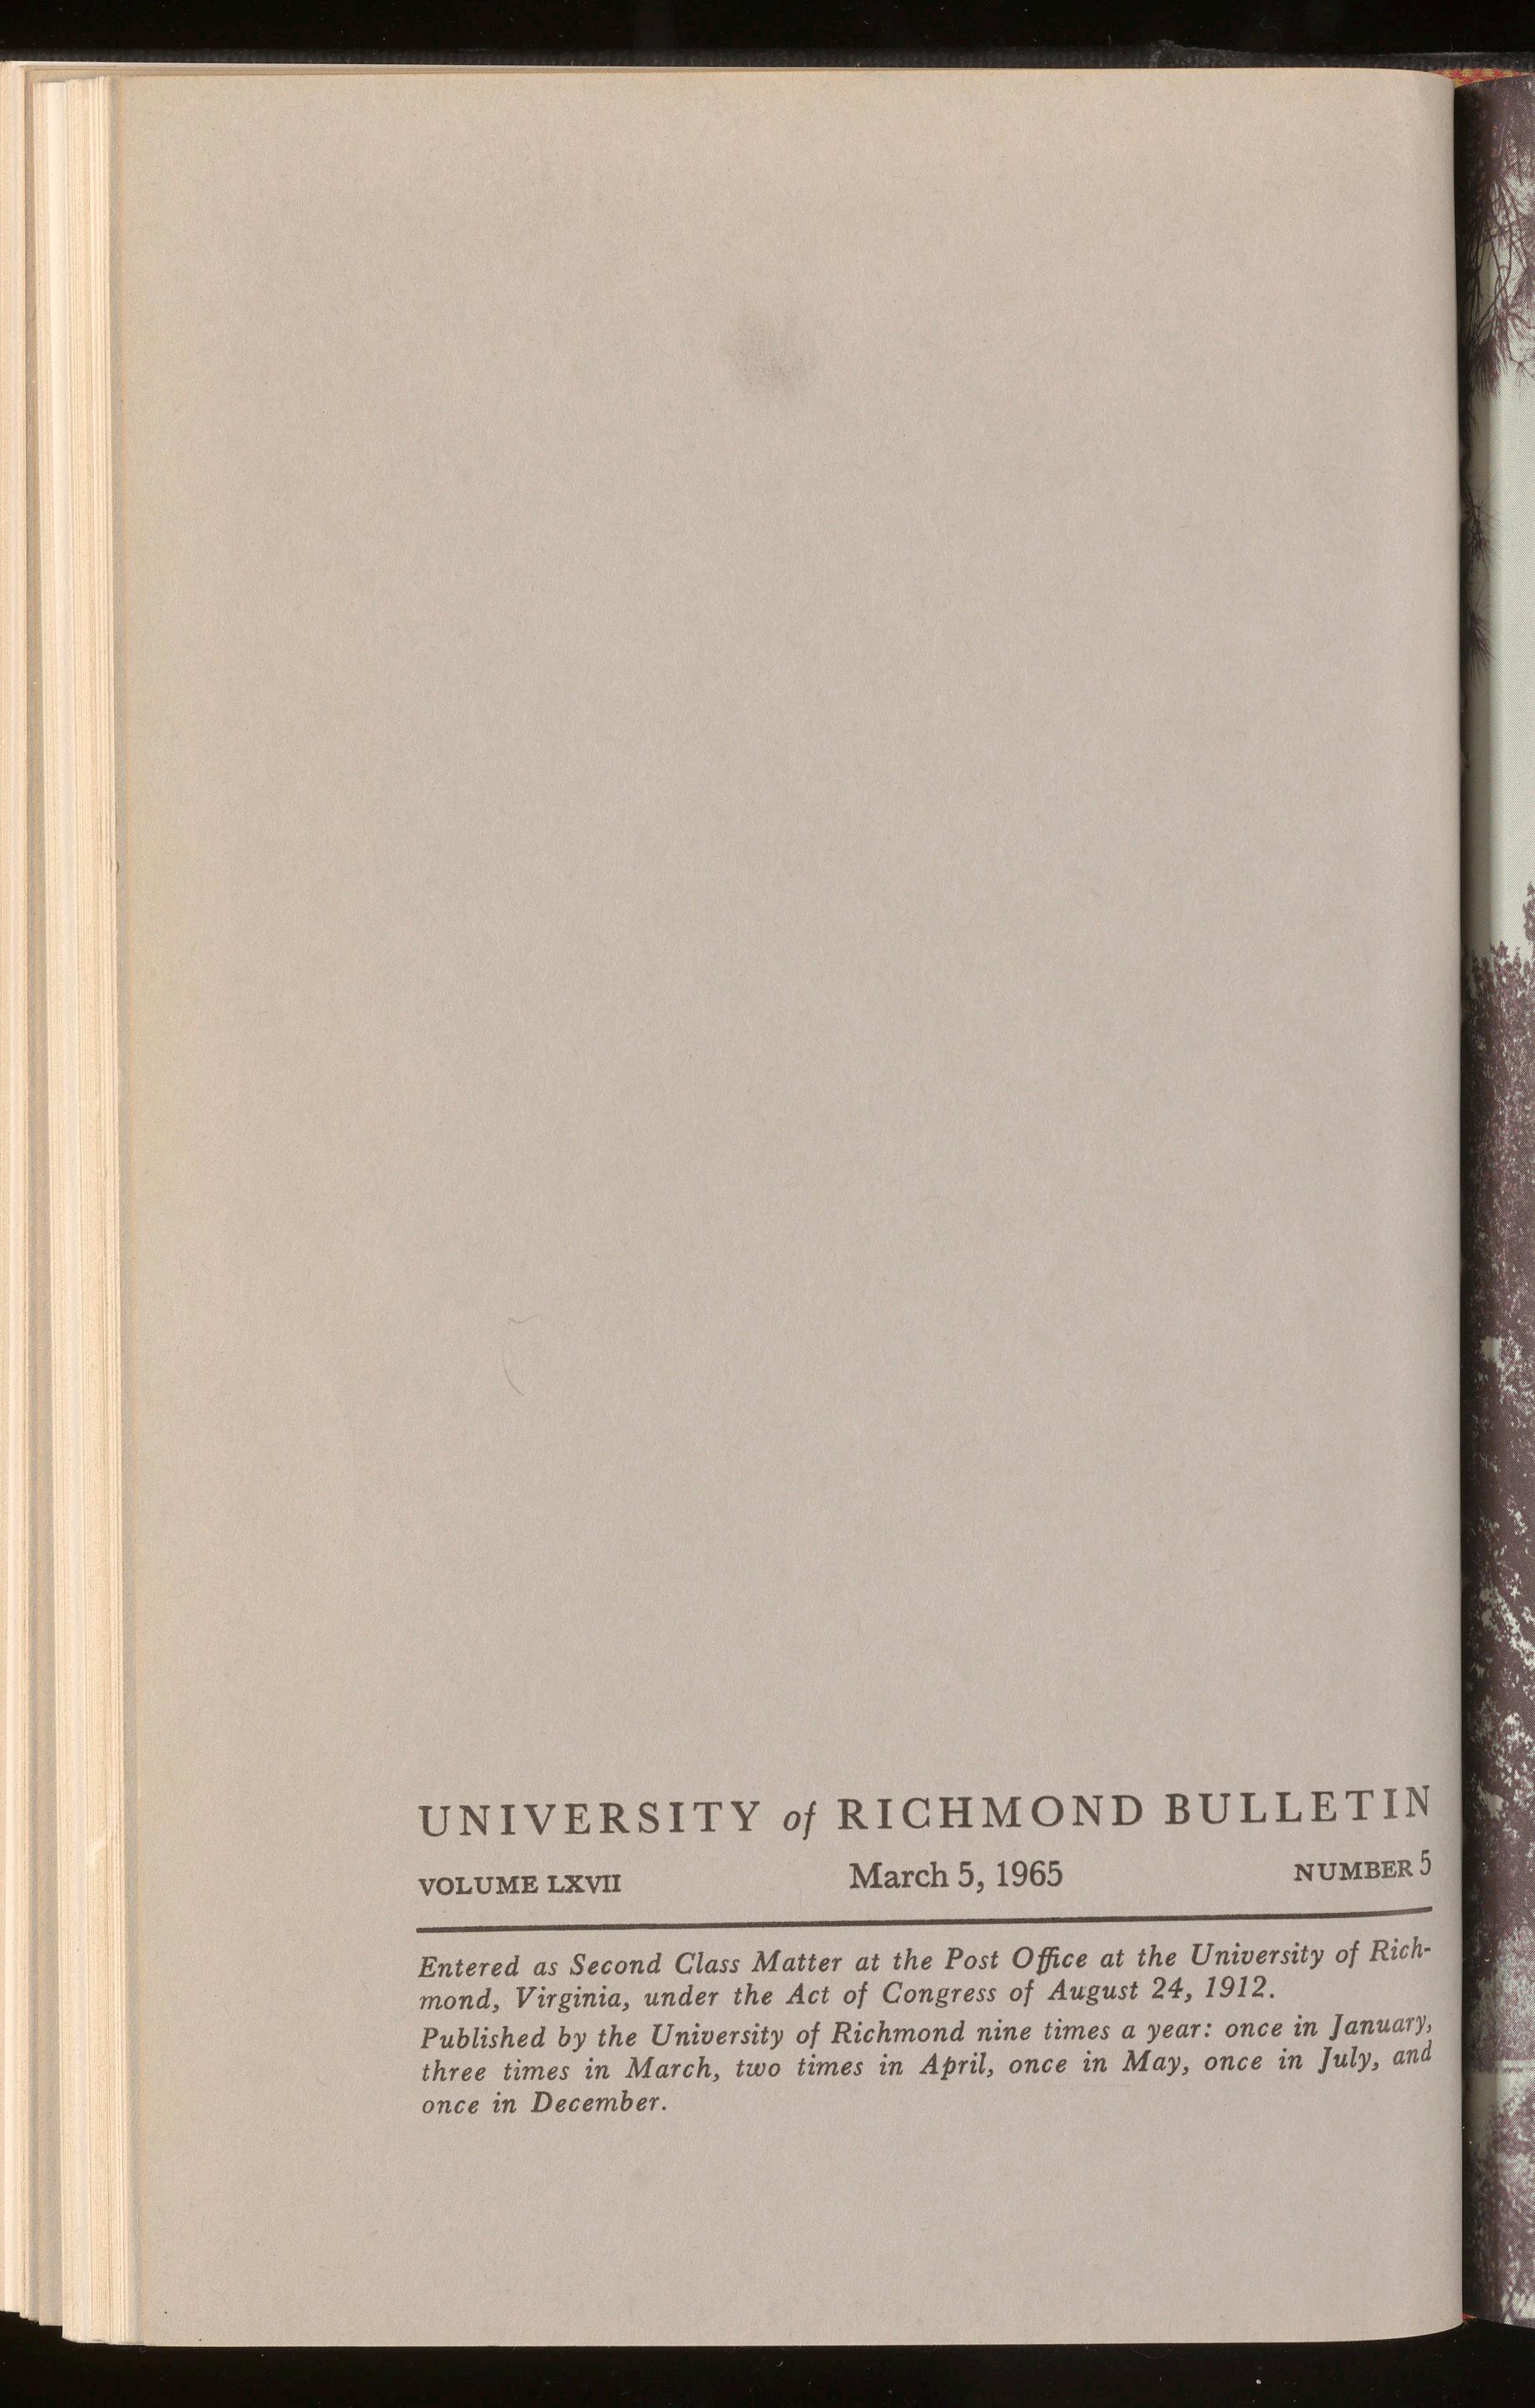 UNIVERSITY of RICHMOND BULLETIN
VOLUME LXVII March 5, 1965 NUMBER 5
Entered as Second Class Matter at the Post Office at the University of Rich-
mond, Virginia, under the Act of Congress of August 24, 1912.
Published by the University of Richmond nine times a year: once in January,
three times in March, two times in April, once in May, once in July, and
once in December.